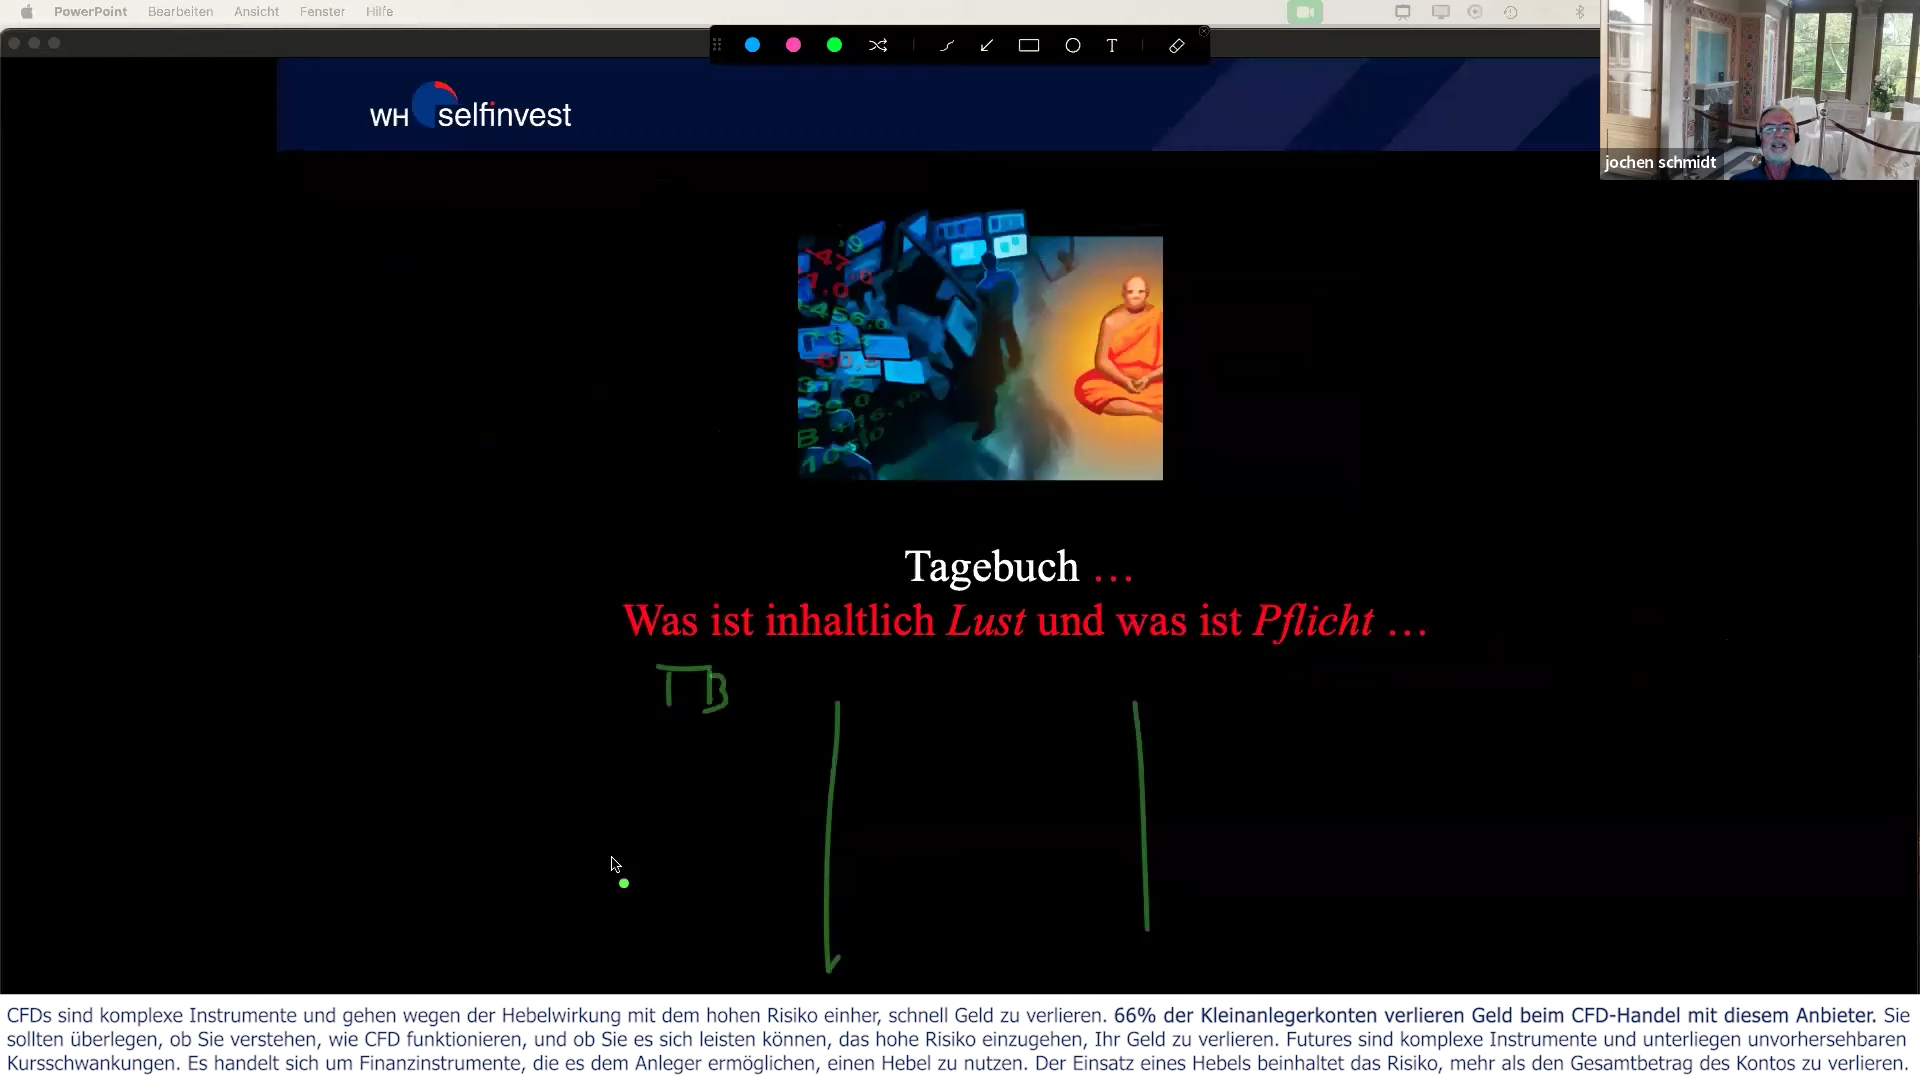 PowerPoint Bearbeiten Ansicht Fenster Hilfe
T
WH selfinvest
jochen schmidt
Tagebuch ...
Was ist inhaltlich Lust und was ist Pflicht ...
TB
CFDs sind komplexe Instrumente und gehen wegen der Hebelwirkung mit dem hohen Risiko einher, schnell Geld zu verlieren. 66% der Kleinanlegerkonten verlieren Geld beim CFD-Handel mit diesem Anbieter. Sie
sollten überlegen, ob Sie verstehen, wie CFD funktionieren, und ob Sie es sich leisten können, das hohe Risiko einzugehen, Ihr Geld zu verlieren. Futures sind komplexe Instrumente und unterliegen unvorhersehbaren
Kursschwankungen. Es handelt sich um Finanzinstrumente, die es dem Anleger ermöglichen, einen Hebel zu nutzen. Der Einsatz eines Hebels beinhaltet das Risiko, mehr als den Gesamtbetrag des Kontos zu verlieren.